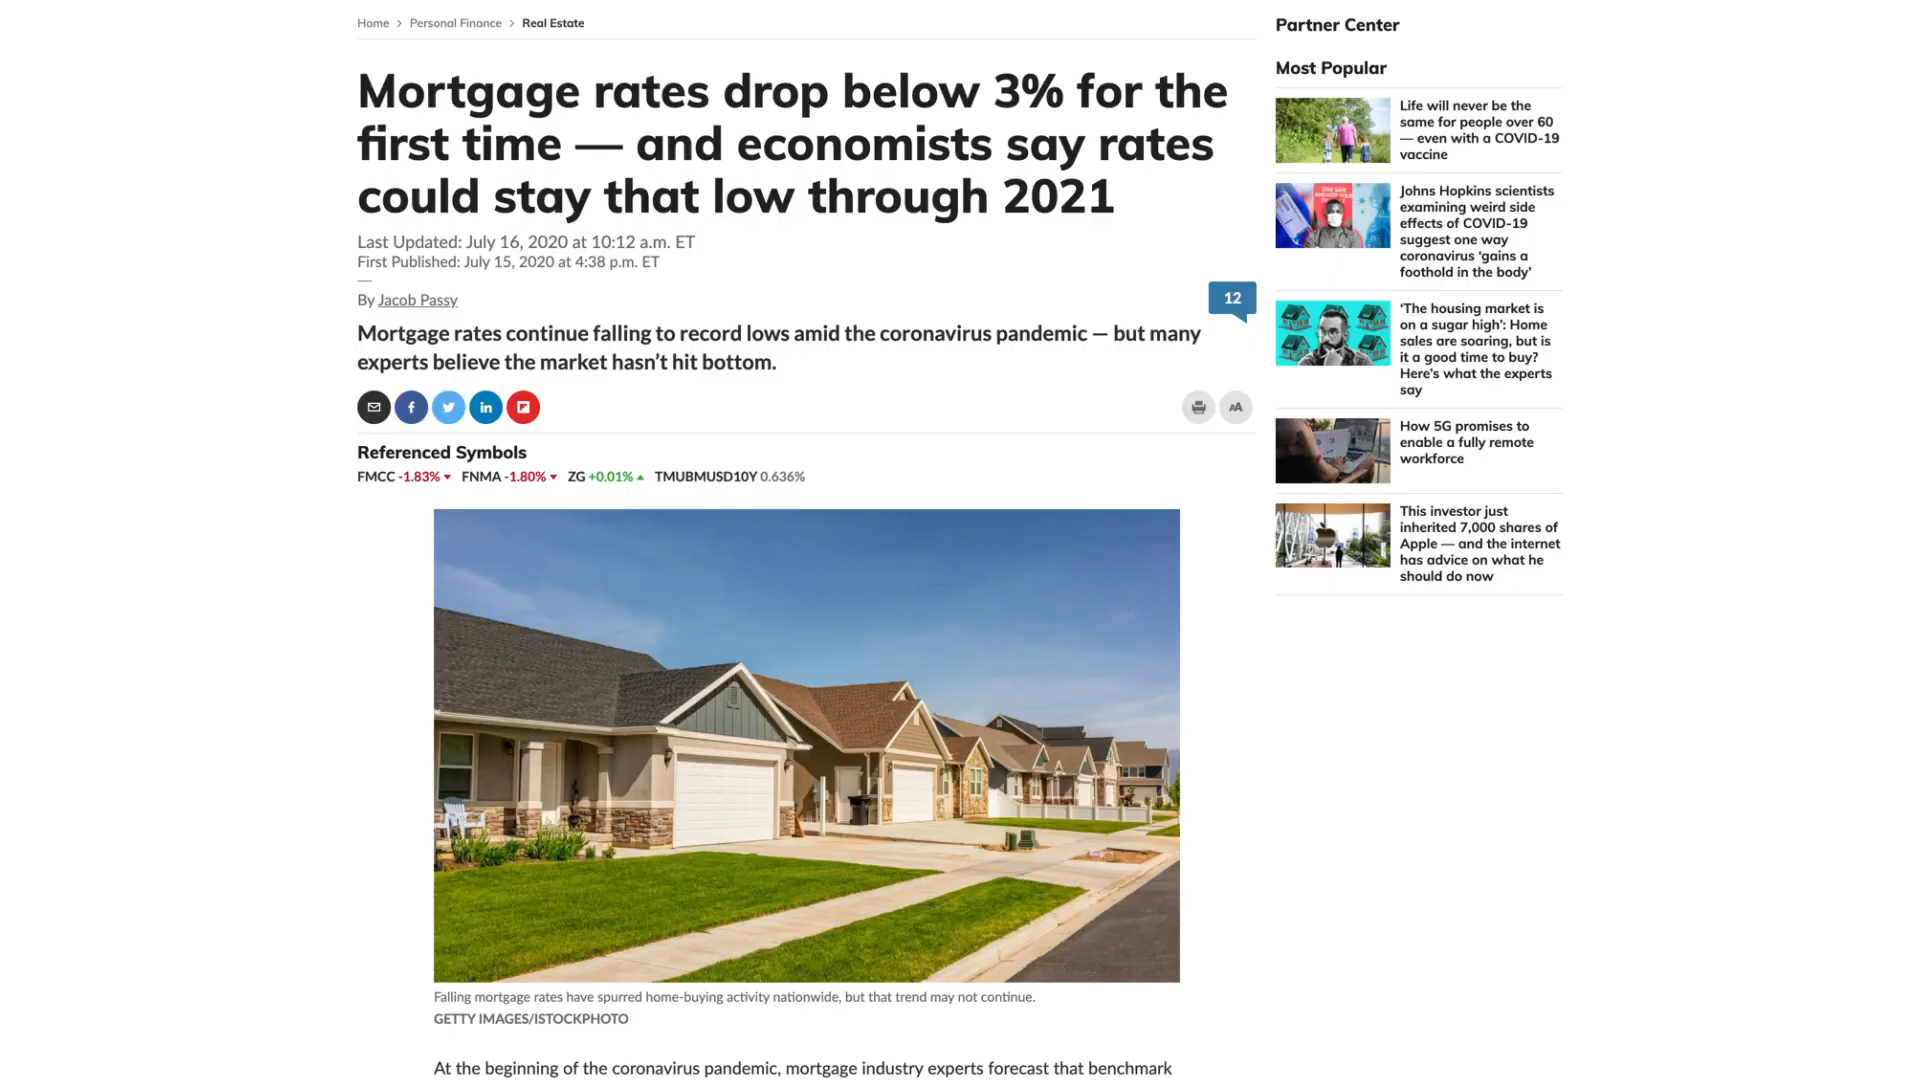 Home > Personal Finance > Real Estate
Mortgage rates drop below 3% for the
first time — and economists say rates
could stay that low through 2021
Last Updated: July 16, 2020 at 10:12 a.m. ET
First Published: July 15, 2020 at 4:38 p.m. ET
By Jacob Passy
12
Mortgage rates continue falling to record lows amid the coronavirus pandemic — but many
experts believe the market hasn’t hit bottom.
Referenced Symbols
FMCC -1.83% FNMA -1.80% ZG +0.01% TMUBMUSD10Y 0.636%
Falling mortgage rates have spurred home-buying activity nationwide, but that trend may not continue.
GETTY IMAGES/ISTOCKPHOTO
At the beginning of the coronavirus pandemic, mortgage industry experts forecast that benchmark
Partner Center
Most Popular
Life will never be the
same for people over 60
— even with a COVID-19
vaccine
Johns Hopkins scientists
examining weird side
effects of COVID-19
suggest one way
coronavirus ‘gains a
foothold in the body’
‘The housing market is
on a sugar high’: Home
sales are soaring, but is
it a good time to buy?
Here’s what the experts
say
How 5G promises to
enable a fully remote
workforce
This investor just
inherited 7,000 shares of
Apple — and the internet
has advice on what he
should do now